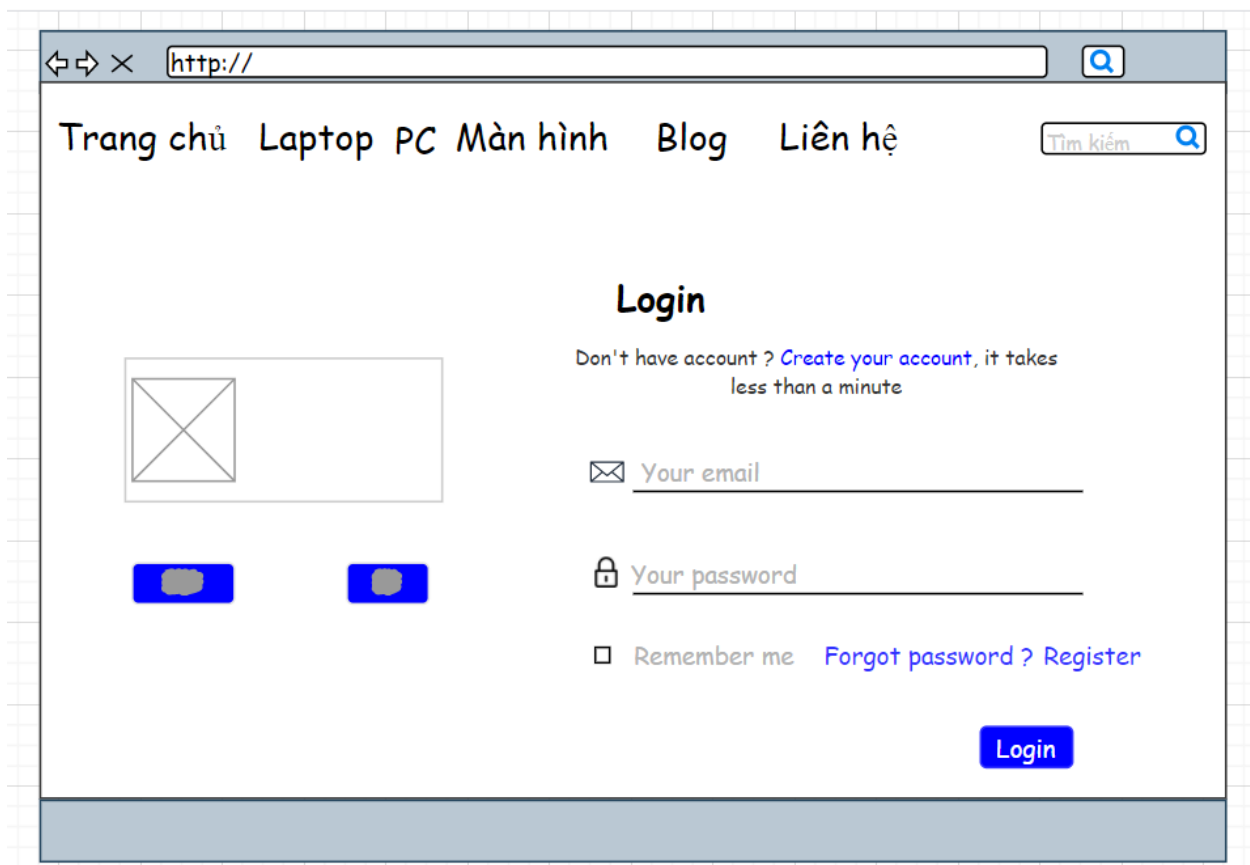 http://
Trang chủ Laptop PC Màn hình Blog Liên hệ Tìm kiếm
Login
Don't have account ? Create your account, it takes
less than a minute
Your email
Your password
Remember me Forgot password ? Register
Login